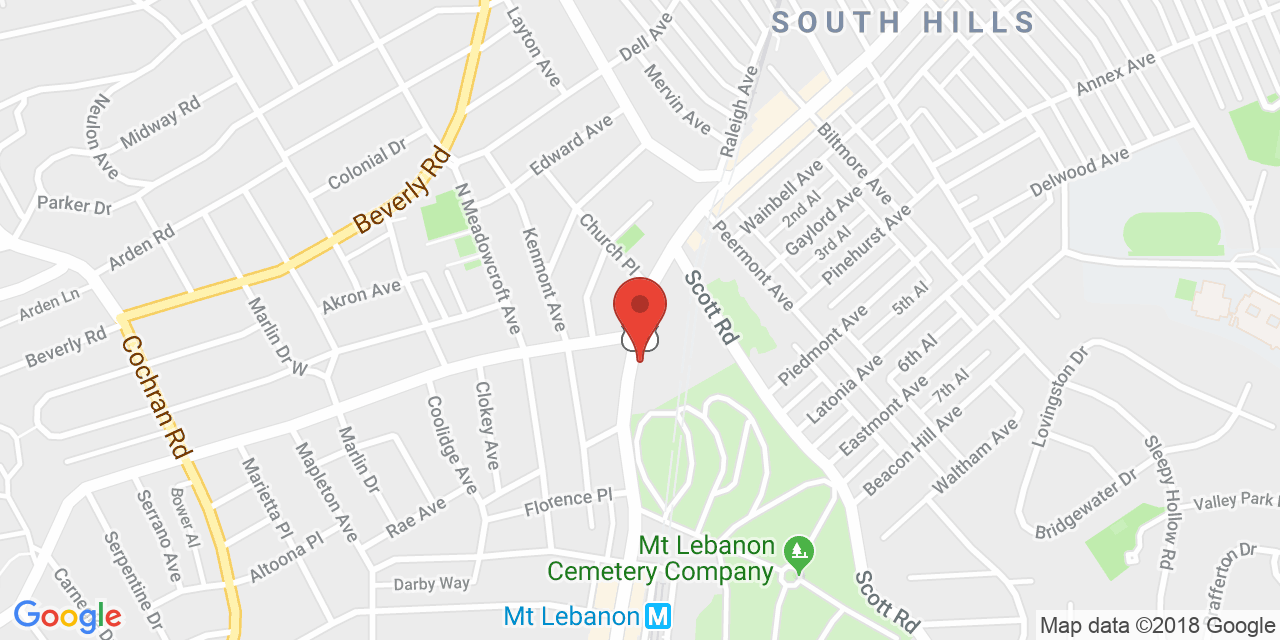 SOUTH HILLS
Layton Ave
Dell Ave
Mervin Ave
Raleigh Ave
Annex Ave
Nenlon Ave
Midway Rd
Colonial Dr
Edward Ave
Biltmore Ave
Delwood Ave
Beverly Rd
Parker Dr
N Meadowcroft Ave
Wainbell Ave
2nd Al
Gaylord Ave
3rd Al
Pinehurst Ave
Arden Rd
Church Pl
Kenmont Ave
Peermont Ave
Arden Ln
Akron Ave
Scott Rd
5th Al
Beverly Rd
Marlin Dr W
Piedmont Ave
6th Al
Cochran Rd
Latonia Ave
7th Al
Lovingston Dr
Clokey Ave
Coolidge Ave
Eastmont Ave
Beacon Hill Ave
Waltham Ave
Marlin Dr
Mapleton Ave
Marietta Pl
Sleepy Hollow Rd
Bower Al
Serrano Ave
Serpentine Dr
Rae Ave
Florence Pl
Bridgewater Dr
Valley Park
Altoona Pl
Mt Lebanon
Cemetery Company
Darby Way
Scott Rd
Mt Lebanon M
Google
Map data ©2018 Google